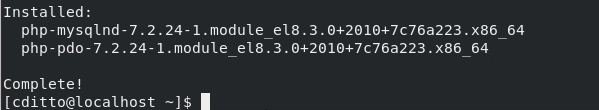 Installed:
php-mysqlnd-7.2.24-1.module_el8.3.0+2010+7c76a223.x86_64
php-pdo-7.2.24-1.module_el8.3.0+2010+7c76a223.x86_64
Complete!
[cditto@localhost ~]$